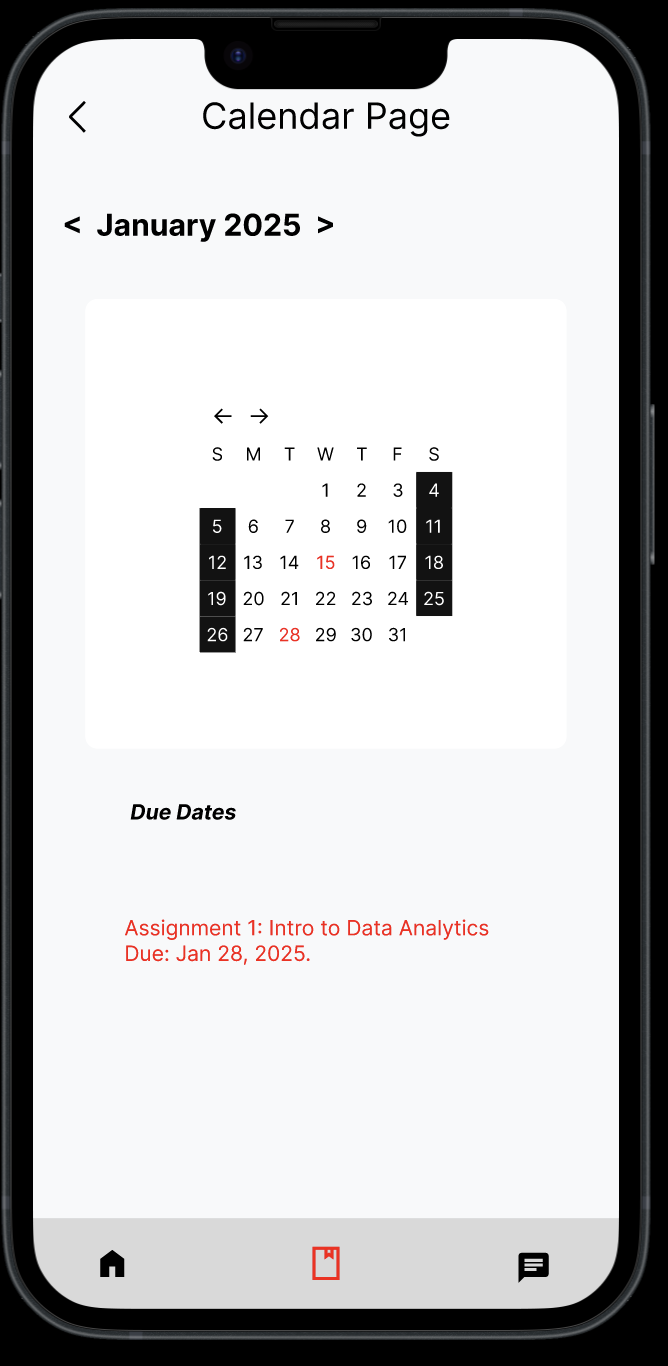 Calendar Page
< January 2025 >
← →
S M T W T F S
1 2 3 4
5 6 7 8 9 10 11
12 13 14 15 16 17 18
19 20 21 22 23 24 25
26 27 28 29 30 31
Due Dates
Assignment 1: Intro to Data Analytics
Due: Jan 28, 2025.